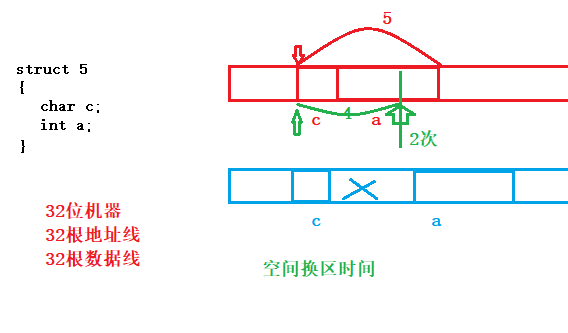 struct 5
{
char c;
int a;
}
32位机器
32根地址线
32根数据线
5
c
4
a
2次
c
a
空间换区时间